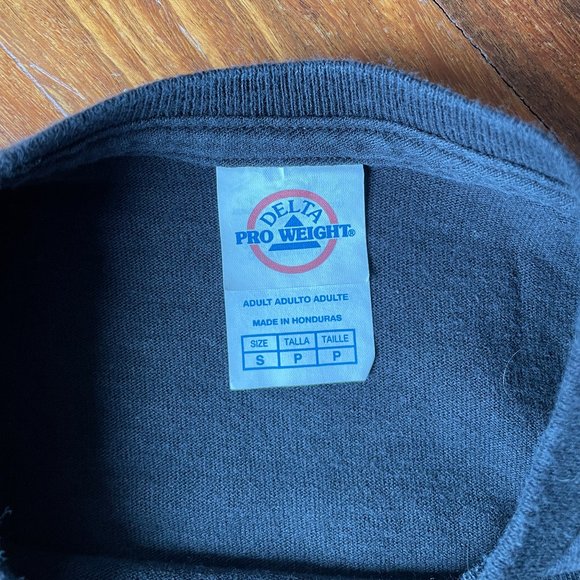 DELTA
PRO WEIGHT®
ADULT ADULTO ADULTE
MADE IN HONDURAS
SIZE TALLA TAILLE
S P P